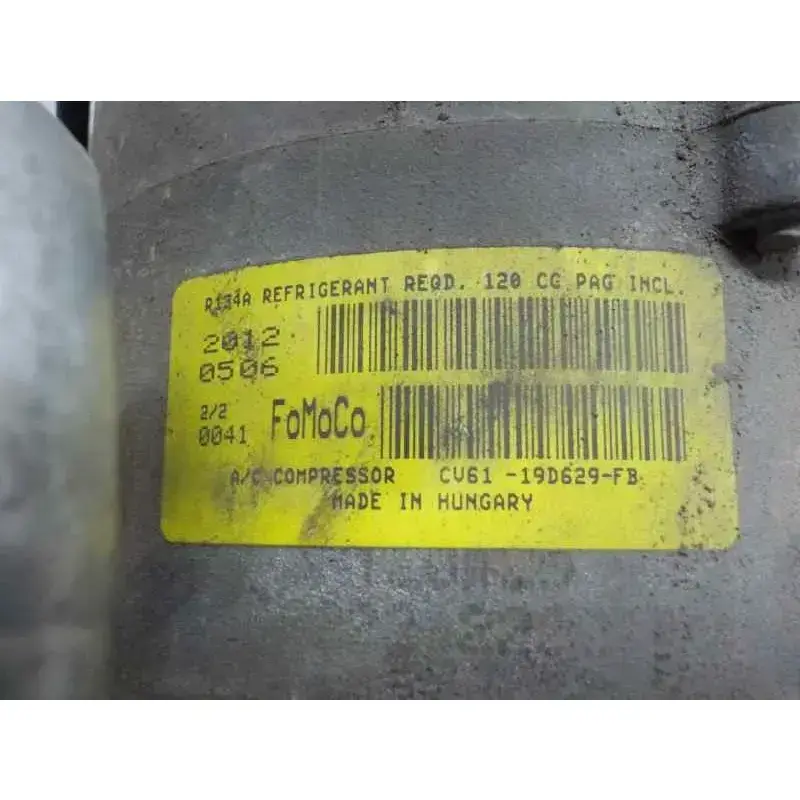 R134A REFRIGERANT REQD. 120 CC PAG INCL.
2012
0506
2/2
0041 FoMoCo
A/C COMPRESSOR CV61 -19D629-FB
MADE IN HUNGARY